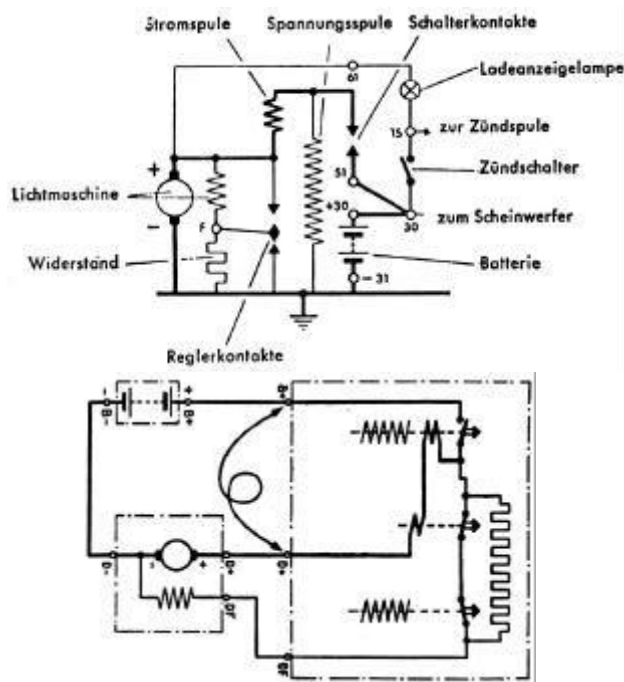 Stromspule Spannungsspule Schalterkontakte
61
Ladeanzeigelampe
15 zur Zündspule
+
51
Zündschalter
Lichtmaschine
+30
30
zum Scheinwerfer
-
F
Widerstand
Batterie
- 31
Reglerkontakte
- +
B- B+ B+
D- - + D+ D+
DF
DF